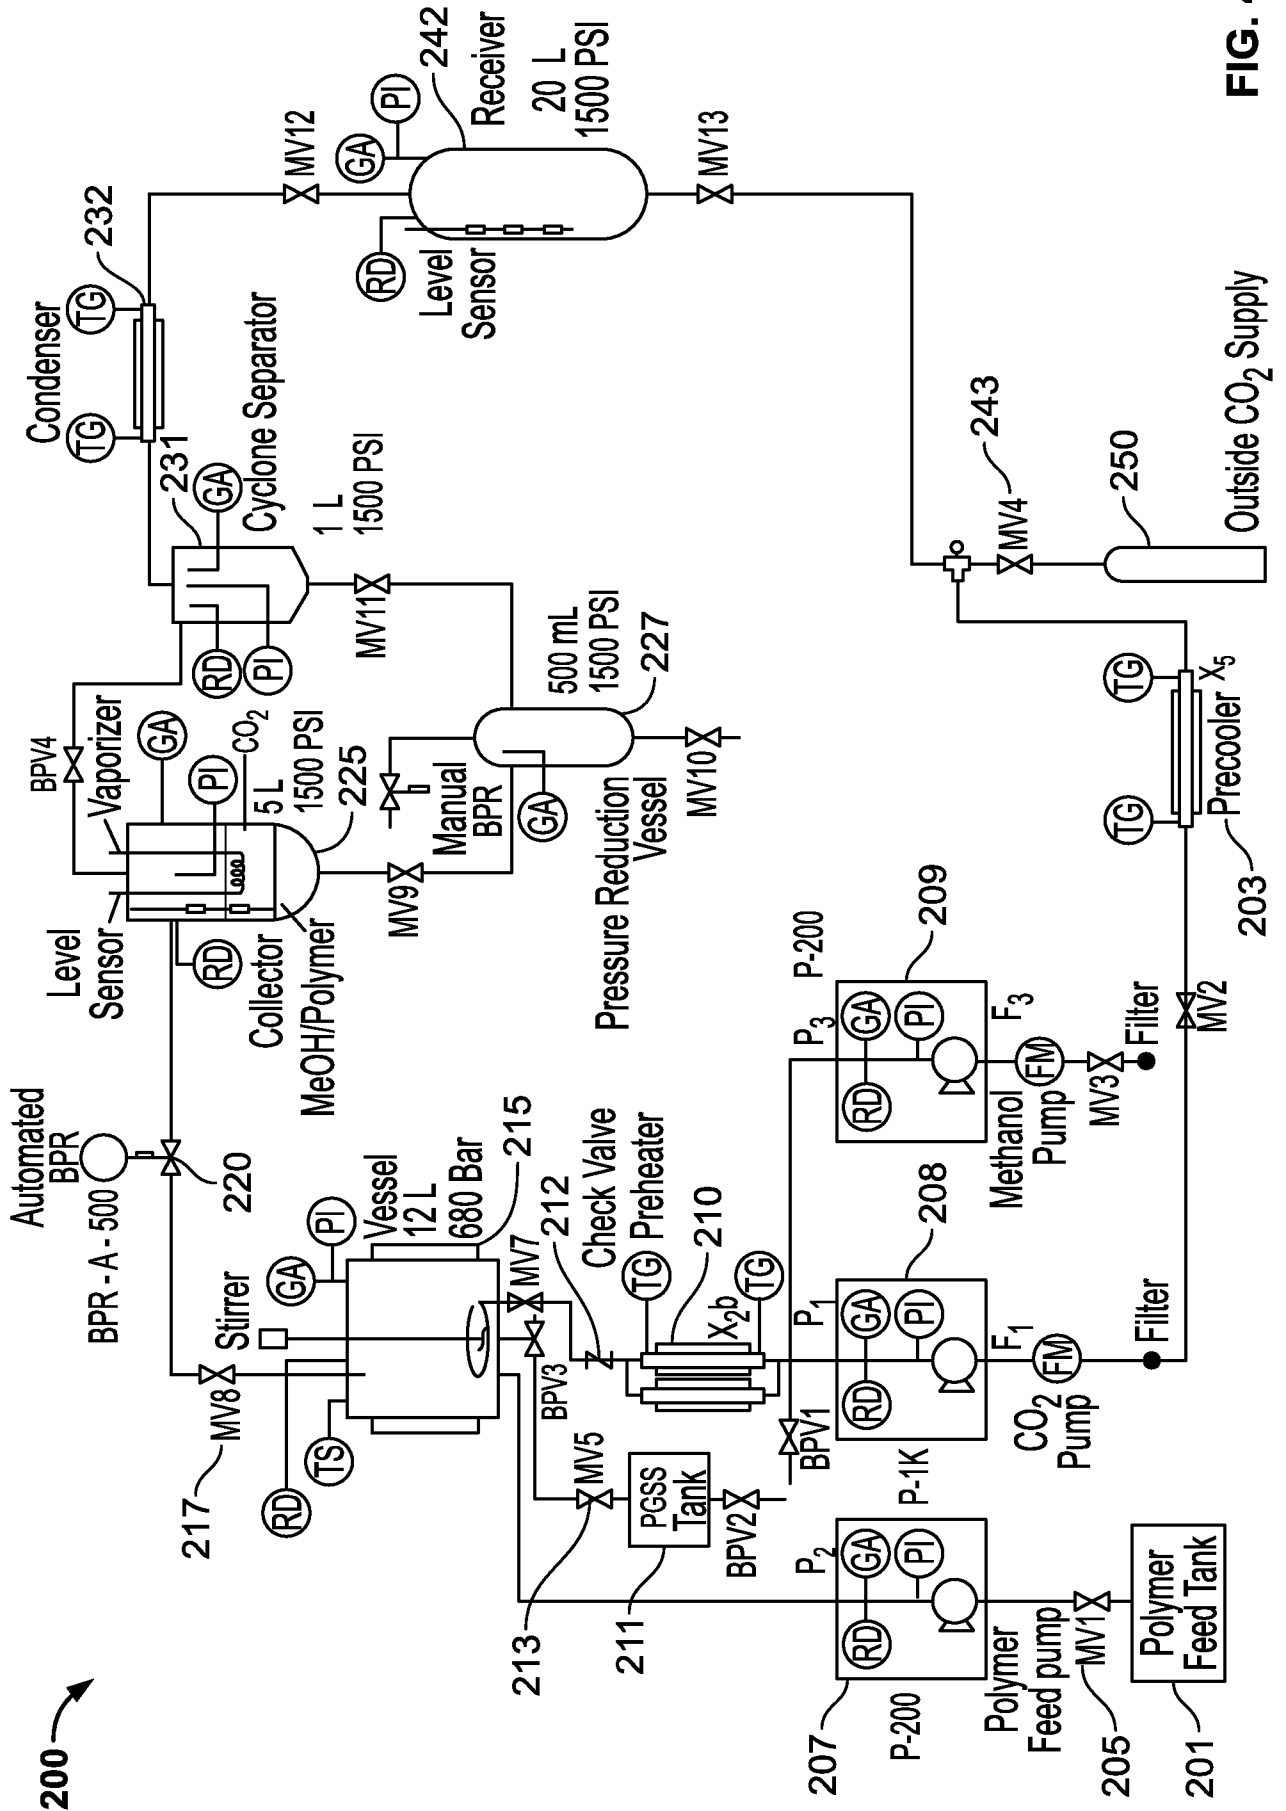 200
Automated
BPR
BPR - A - 500
220
Level
Sensor
Vaporizer
BPV4
GA
PI
CO2
5 L
1500 PSI
225
RD
Collector
MeOH/Polymer
MV9
Manual
BPR
GA
Pressure Reduction
Vessel
MV10
500 mL
1500 PSI
227
MV11
RD
PI
231
GA
Cyclone Separator
1 L
1500 PSI
Condenser
TG
TG
232
MV12
GA
PI
RD
Level
Sensor
242
Receiver
20 L
1500 PSI
MV13
217
MV8
RD
TS
Stirrer
GA
PI
Vessel
12 L
680 Bar
215
MV7
BPV3
212
Check Valve
TG
Preheater
210
X2b
TG
213
MV5
211
PGSS
Tank
BPV2
BPV1
207
P-200
P2
RD
GA
PI
Polymer
Feed pump
MV1
205
Polymer
Feed Tank
201
P-1K
P1
RD
GA
PI
208
F1
FM
CO2
Pump
Filter
P3
P-200
RD
GA
PI
209
F3
FM
Methanol
Pump
MV3
Filter
MV2
TG
TG
Precooler
X5
203
MV4
243
250
Outside CO2 Supply
FIG.